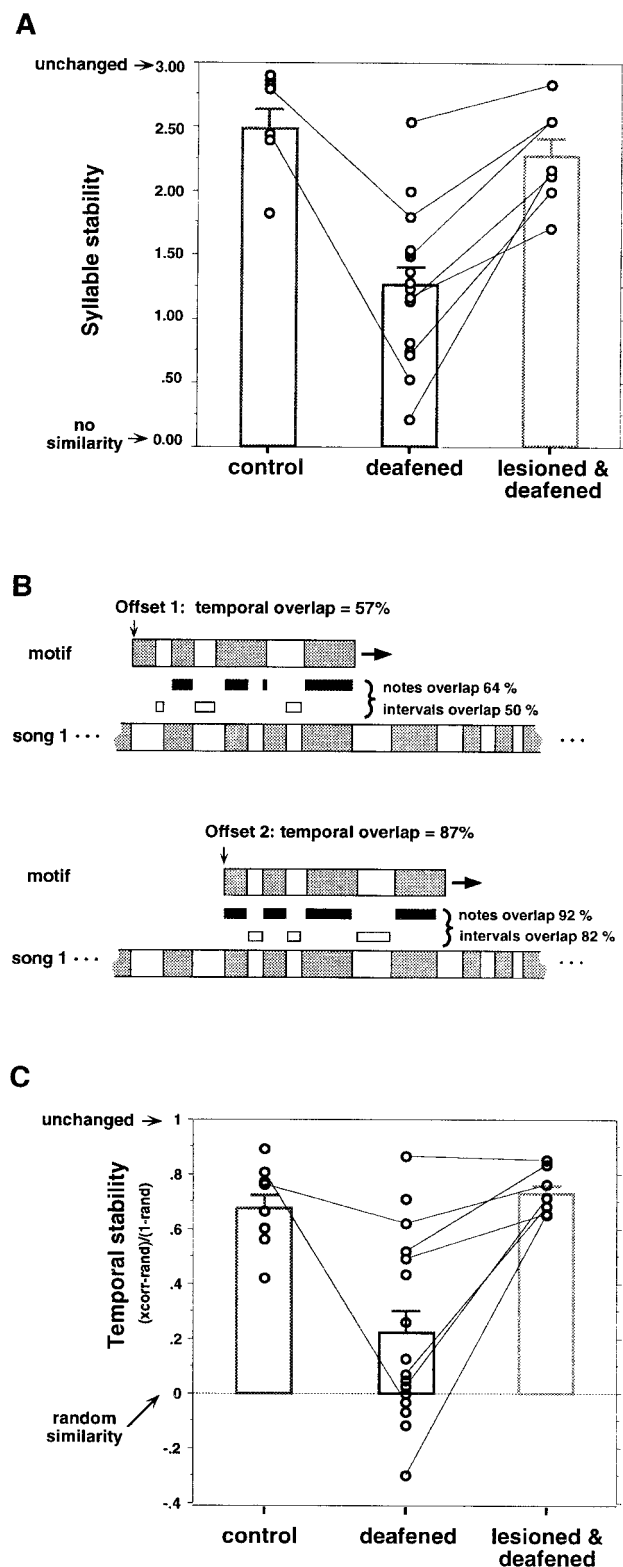 A
unchanged → 3.00
2.50
2.00
1.50
1.00
.50
no similarity → 0.00
Syllable stability
control deafened lesioned & deafened
B
Offset 1: temporal overlap = 57%
motif
notes overlap 64 %
intervals overlap 50 %
song 1 · · · · · ·
Offset 2: temporal overlap = 87%
motif
notes overlap 92 %
intervals overlap 82 %
song 1 · · · · · ·
C
unchanged → 1
.8
.6
.4
.2
0
random similarity
-.2
-.4
Temporal stability
(xcorr-rand)/(1-rand)
control deafened lesioned & deafened